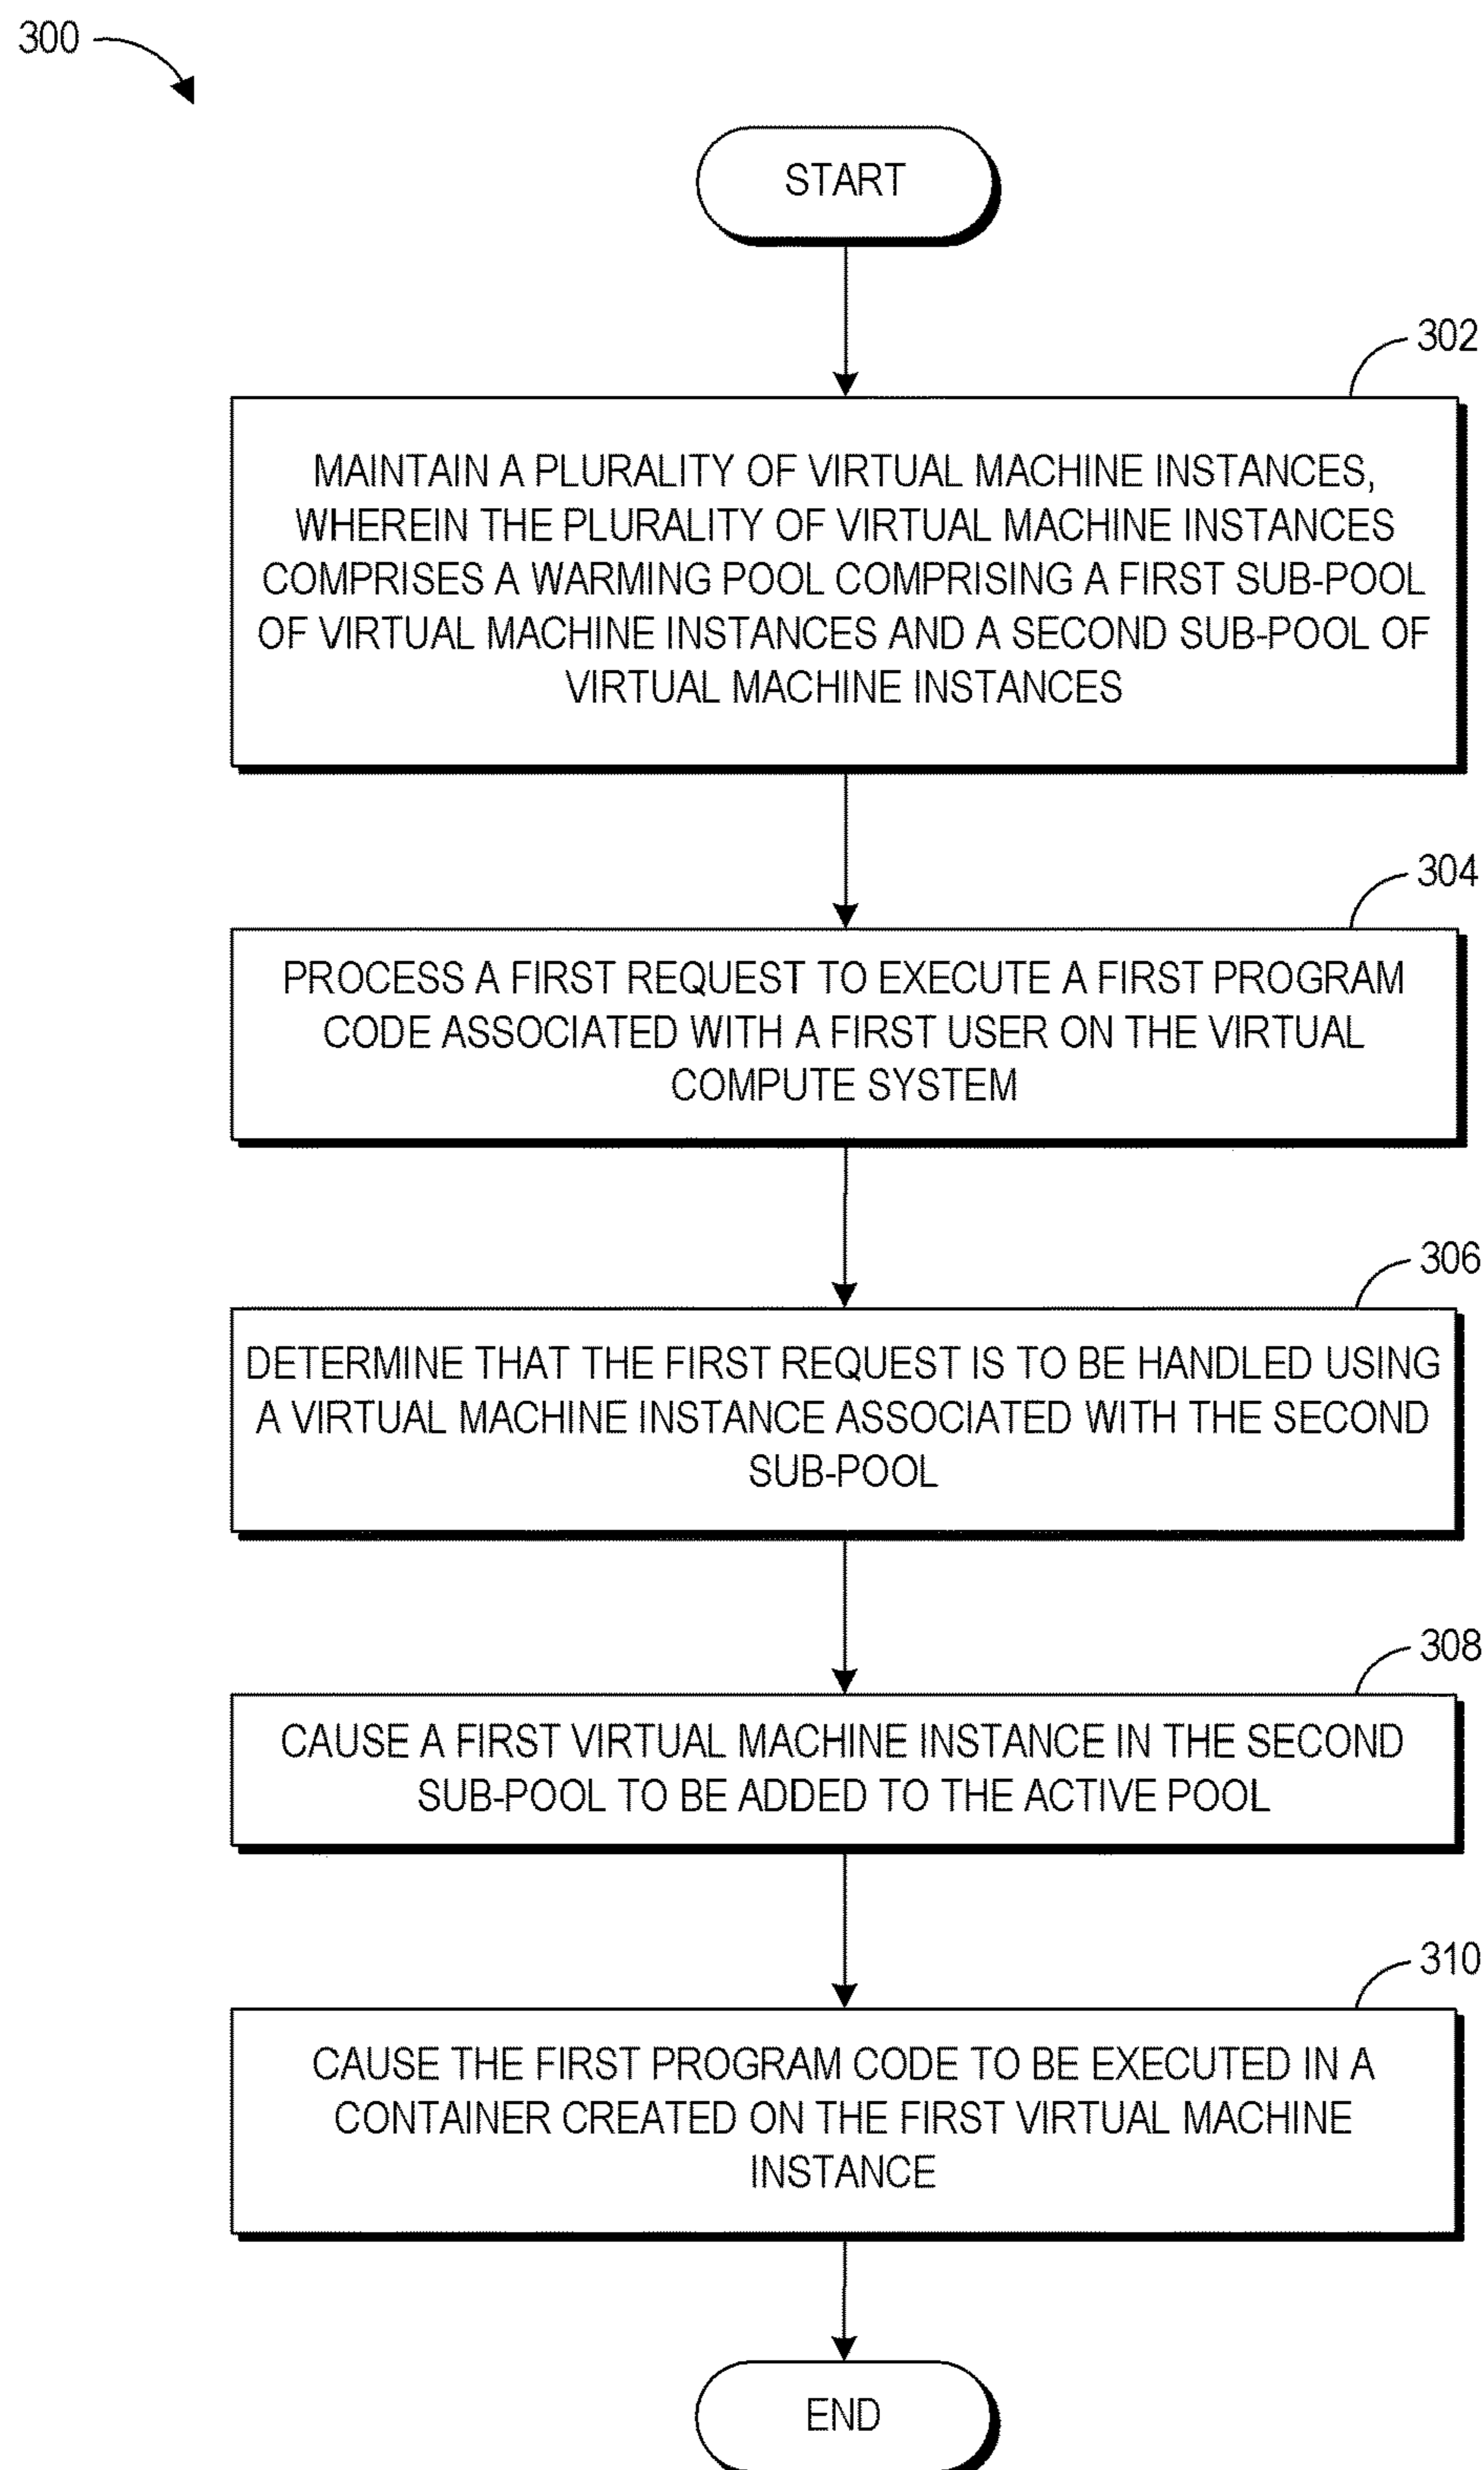 300
START
302
MAINTAIN A PLURALITY OF VIRTUAL MACHINE INSTANCES,
WHEREIN THE PLURALITY OF VIRTUAL MACHINE INSTANCES
COMPRISES A WARMING POOL COMPRISING A FIRST SUB-POOL
OF VIRTUAL MACHINE INSTANCES AND A SECOND SUB-POOL OF
VIRTUAL MACHINE INSTANCES
304
PROCESS A FIRST REQUEST TO EXECUTE A FIRST PROGRAM
CODE ASSOCIATED WITH A FIRST USER ON THE VIRTUAL
COMPUTE SYSTEM
306
DETERMINE THAT THE FIRST REQUEST IS TO BE HANDLED USING
A VIRTUAL MACHINE INSTANCE ASSOCIATED WITH THE SECOND
SUB-POOL
308
CAUSE A FIRST VIRTUAL MACHINE INSTANCE IN THE SECOND
SUB-POOL TO BE ADDED TO THE ACTIVE POOL
310
CAUSE THE FIRST PROGRAM CODE TO BE EXECUTED IN A
CONTAINER CREATED ON THE FIRST VIRTUAL MACHINE
INSTANCE
END